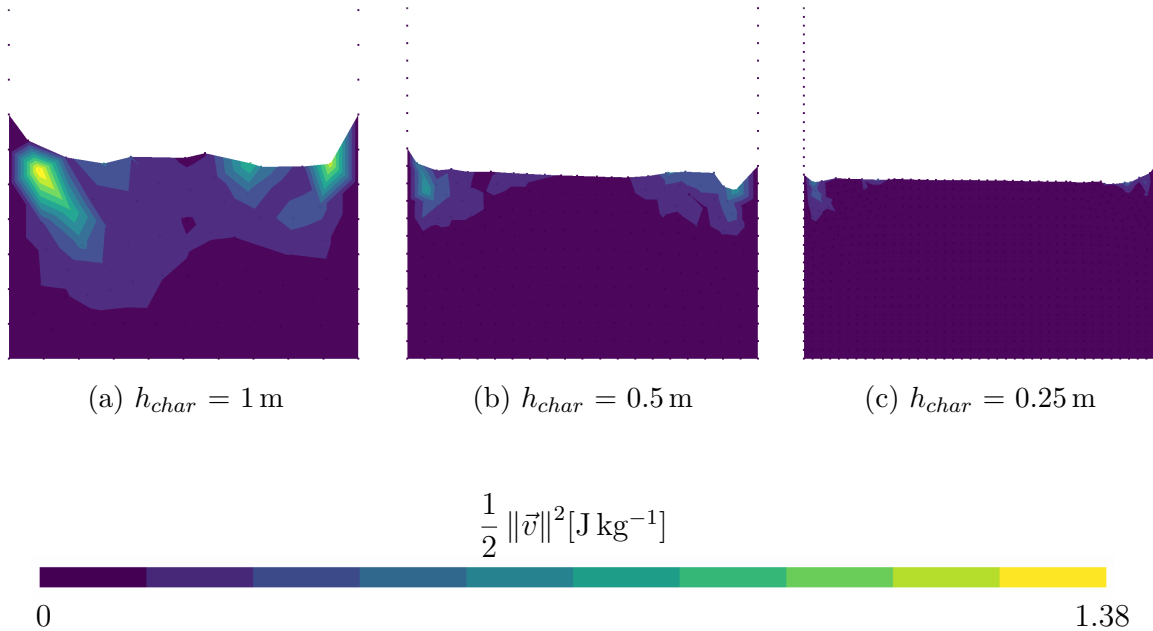 (a) h_char = 1 m
(b) h_char = 0.5 m
(c) h_char = 0.25 m
1/2 ‖v⃗‖² [J kg⁻¹]
0
1.38